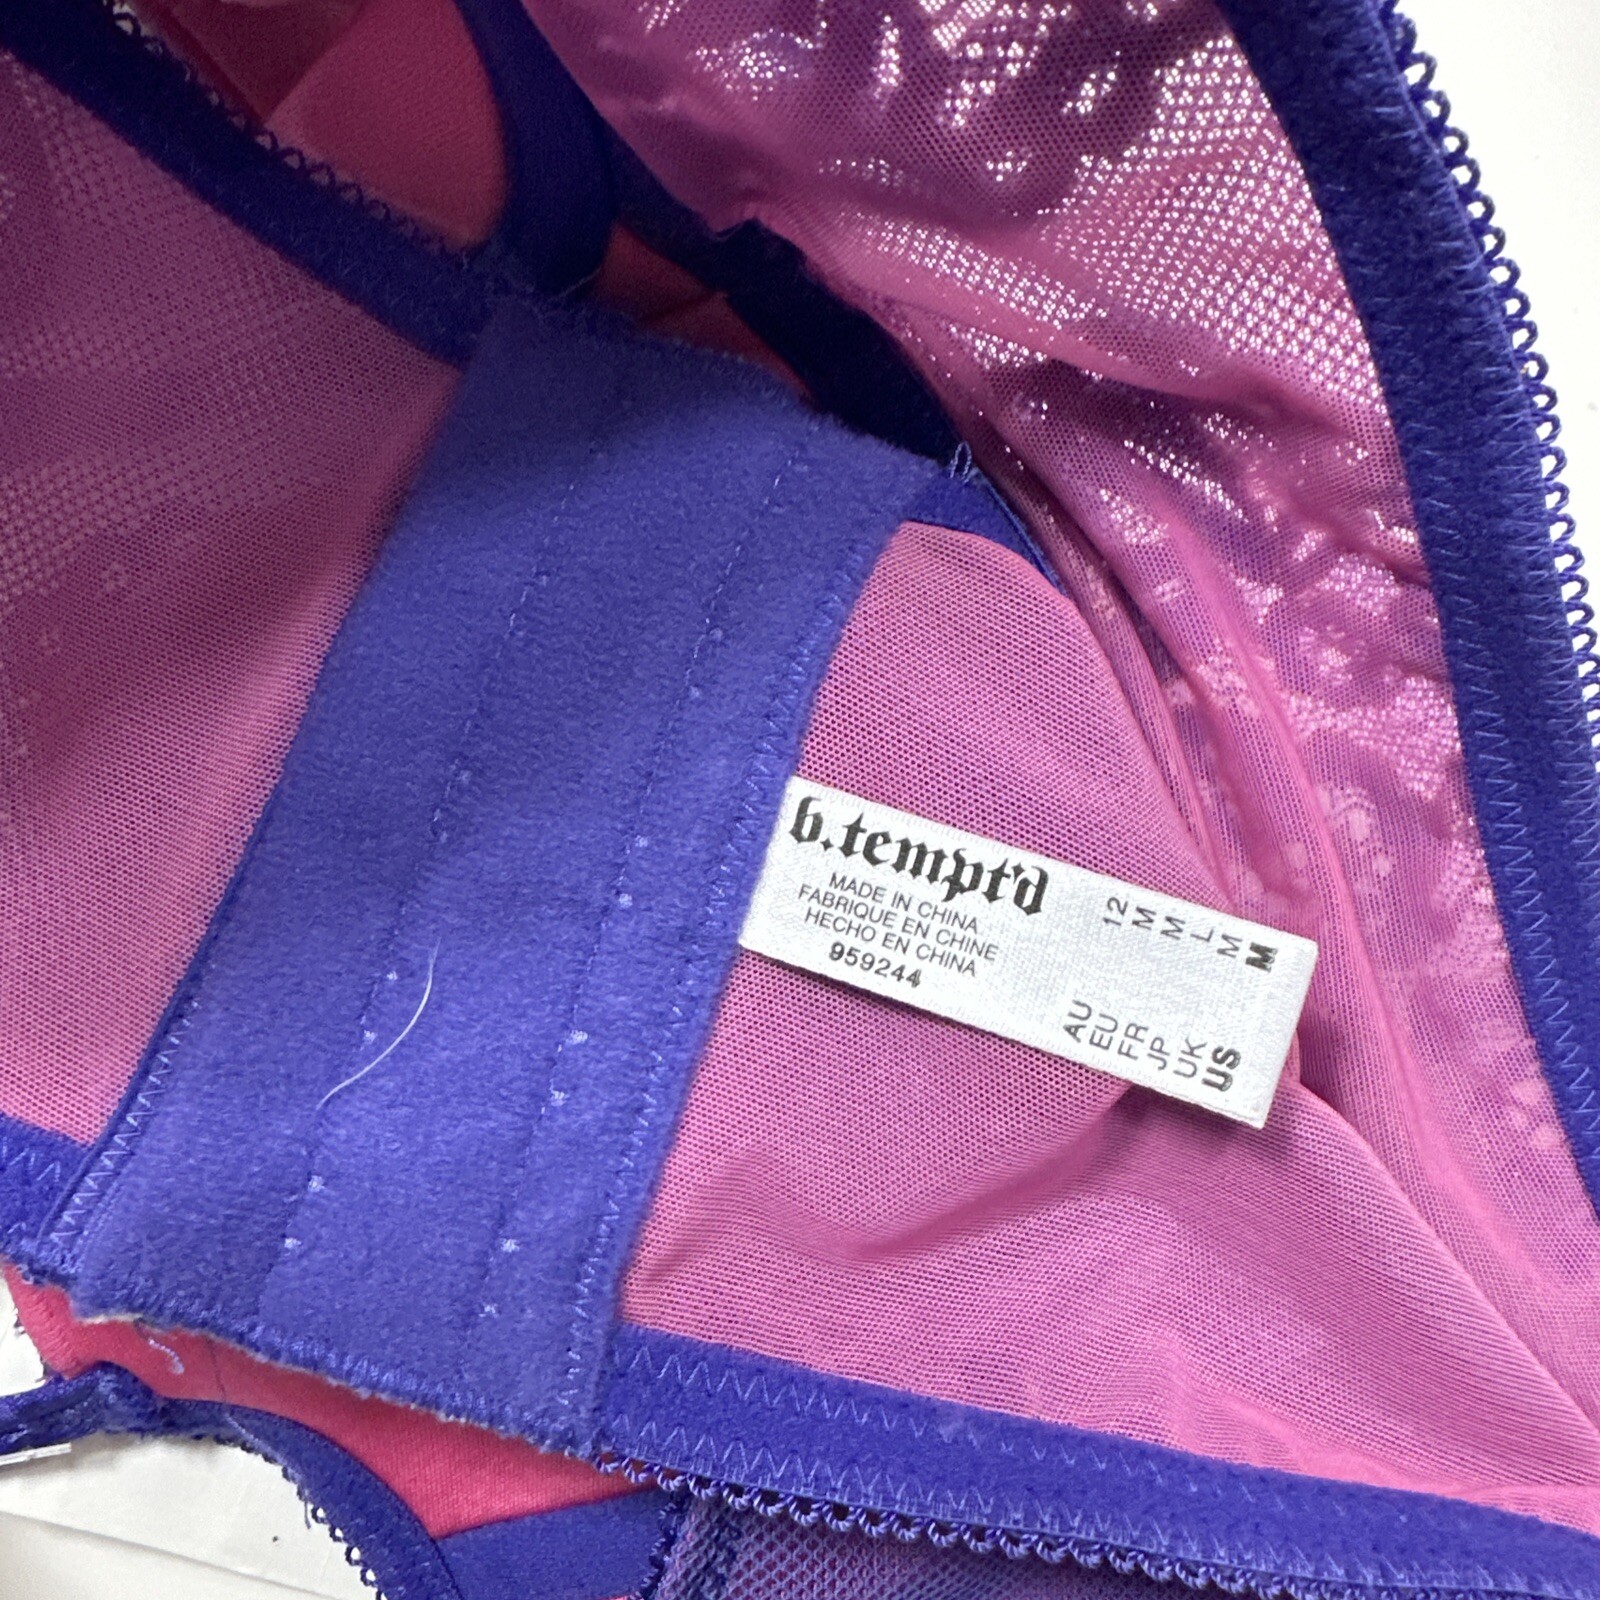 b.tempt'd
MADE IN CHINA
FABRIQUE EN CHINE
HECHO EN CHINA
959244
AU 12
EU M
FR M
JP L
UK M
US M